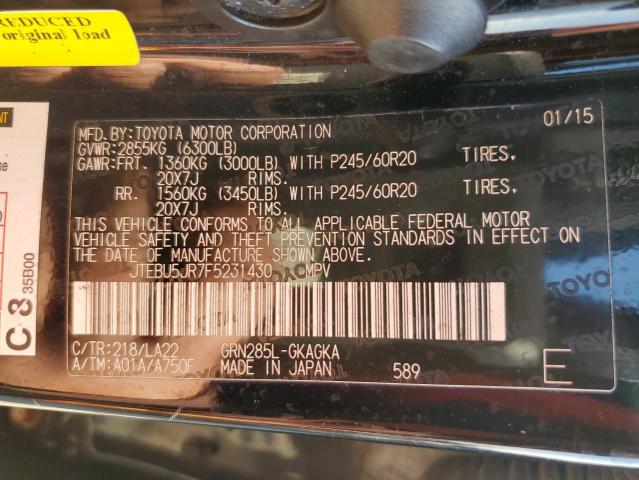 REDUCED
original load
MFD.BY:TOYOTA MOTOR CORPORATION 01/15
GVWR:2855KG (6300LB)
GAWR:FRT. 1360KG (3000LB) WITH P245/60R20 TIRES,
20X7J RIMS.
RR. 1560KG (3450LB) WITH P245/60R20 TIRES,
20X7J RIMS.
THIS VEHICLE CONFORMS TO ALL APPLICABLE FEDERAL MOTOR
VEHICLE SAFETY AND THEFT PREVENTION STANDARDS IN EFFECT ON
THE DATE OF MANUFACTURE SHOWN ABOVE.
JTEBU5JR7F5231430 MPV
C/TR:218/LA22 GRN285L-GKAGKA
A/TM:A01A/A750F MADE IN JAPAN 589 E
C 8
35B00
TOYOTA